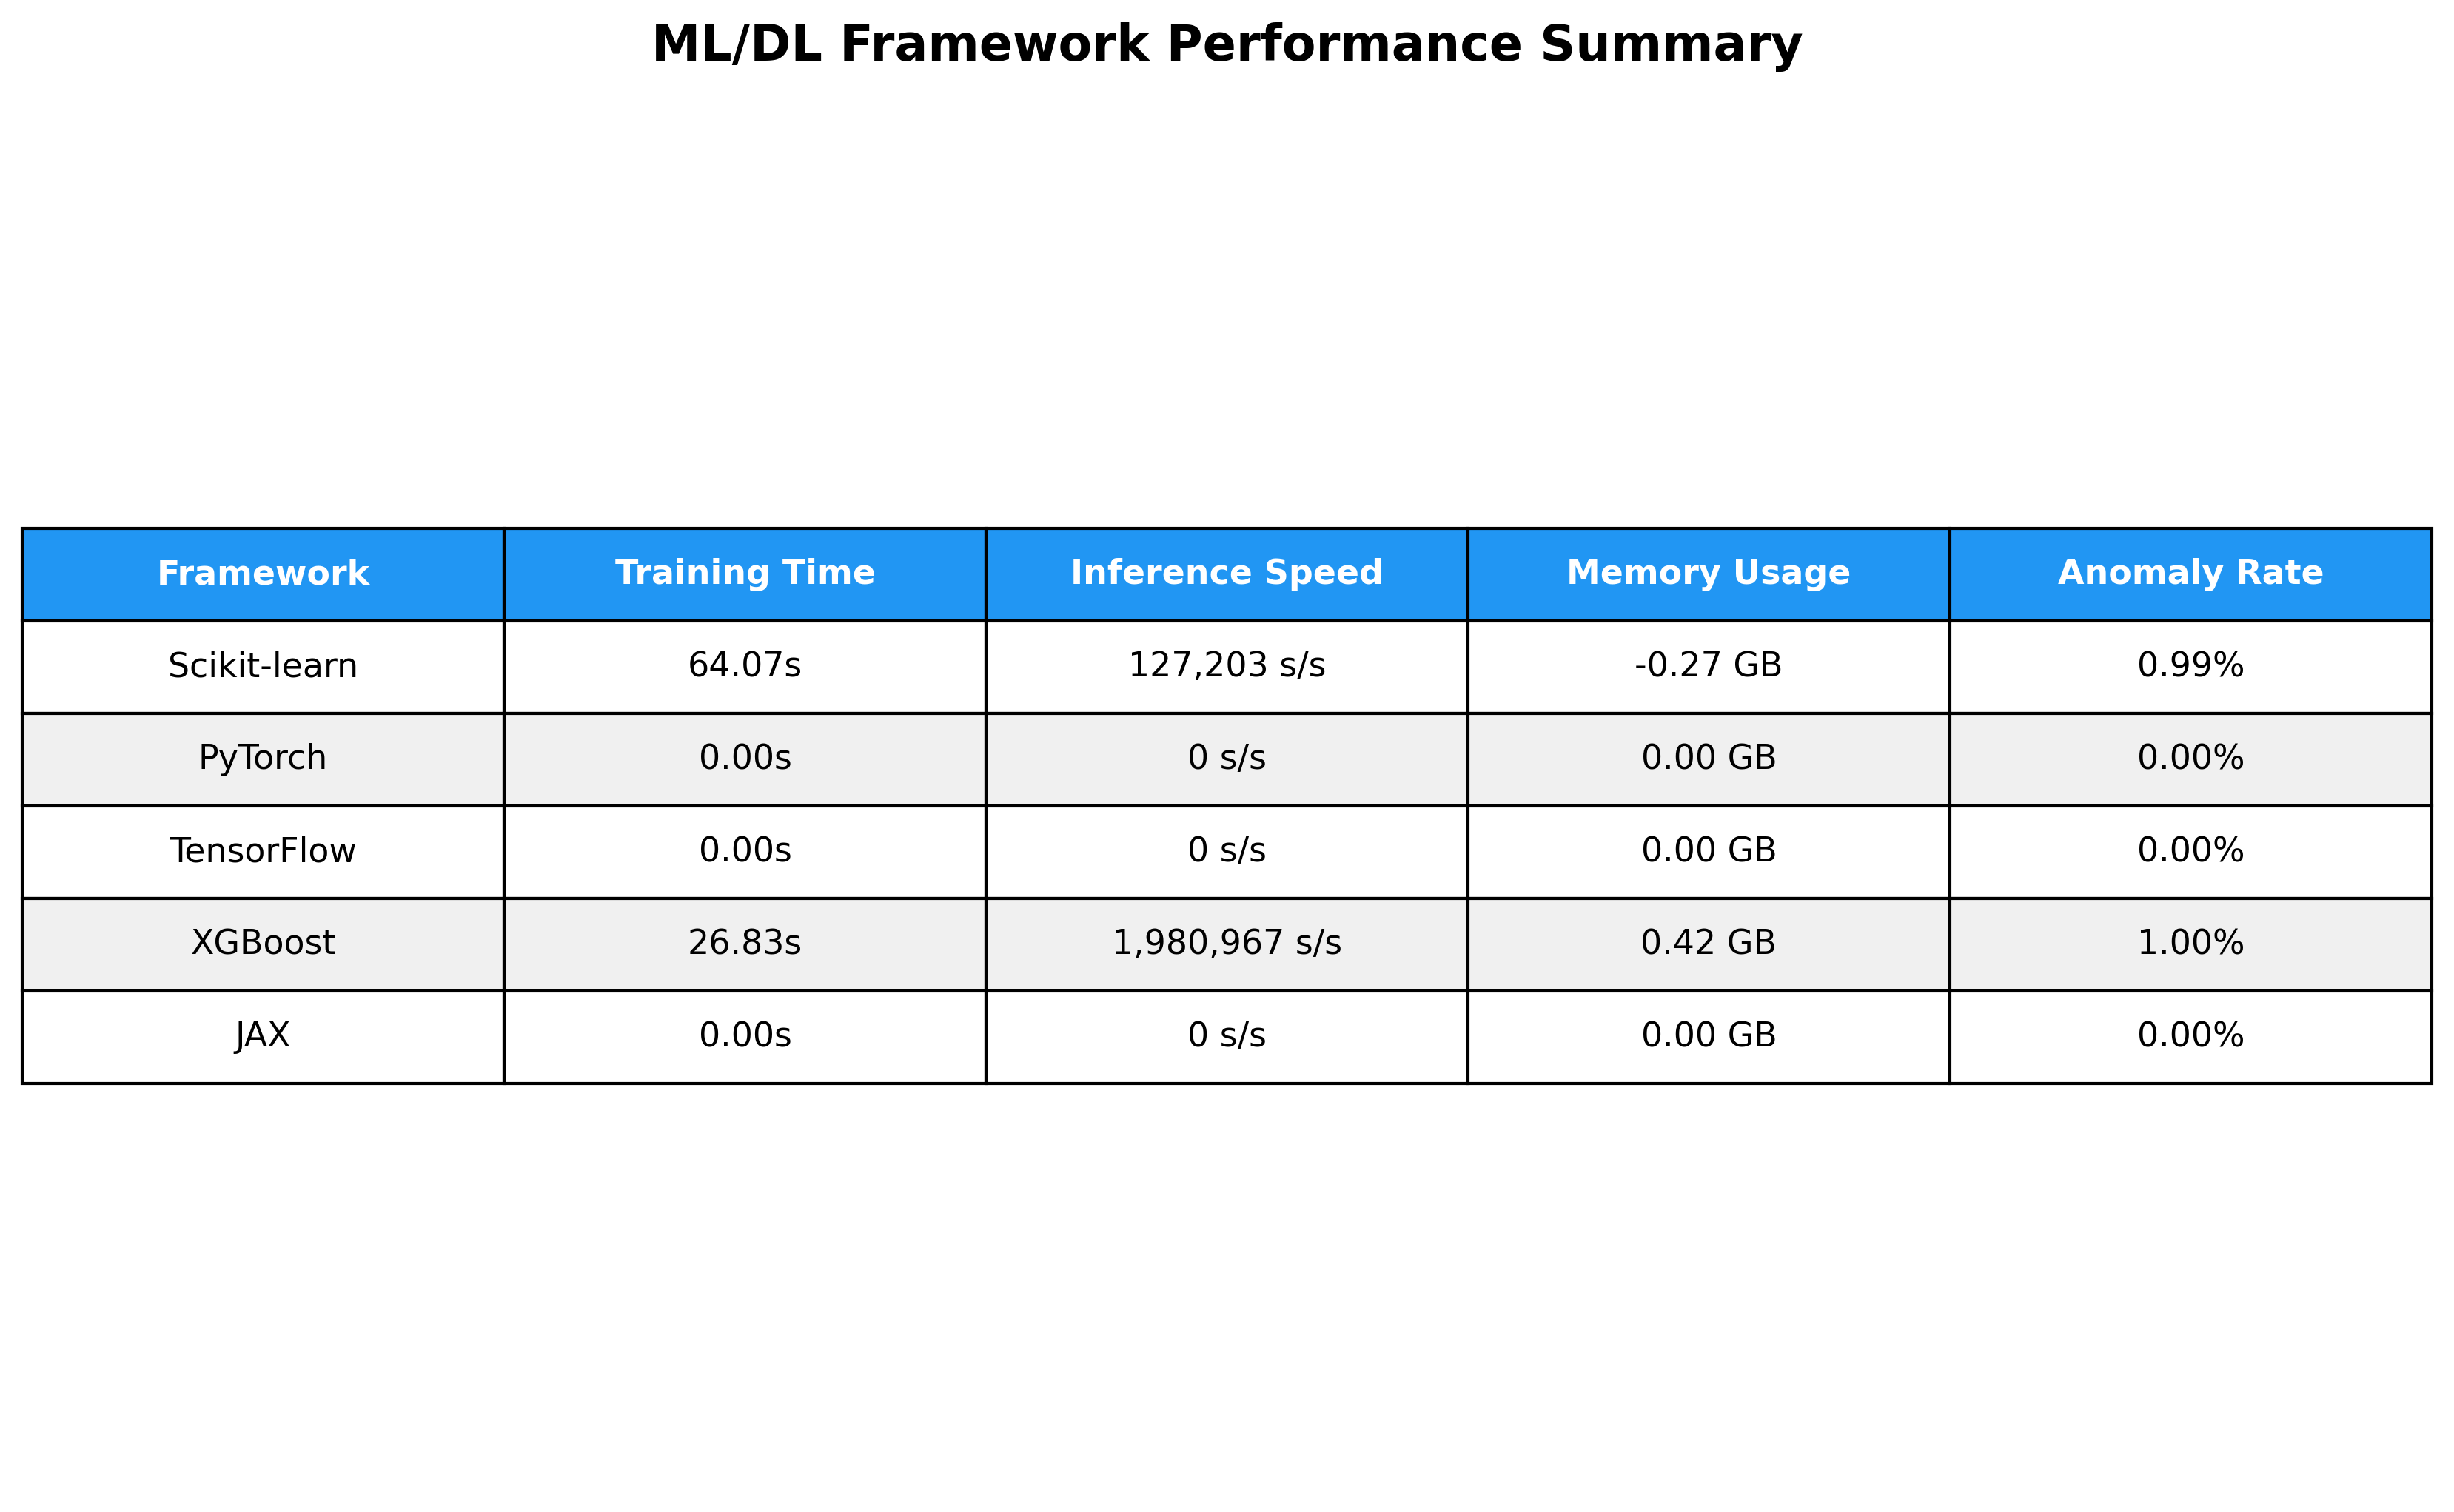 ML/DL Framework Performance Summary
Framework Training Time Inference Speed Memory Usage Anomaly Rate
Scikit-learn 64.07s 127,203 s/s -0.27 GB 0.99%
PyTorch 0.00s 0 s/s 0.00 GB 0.00%
TensorFlow 0.00s 0 s/s 0.00 GB 0.00%
XGBoost 26.83s 1,980,967 s/s 0.42 GB 1.00%
JAX 0.00s 0 s/s 0.00 GB 0.00%